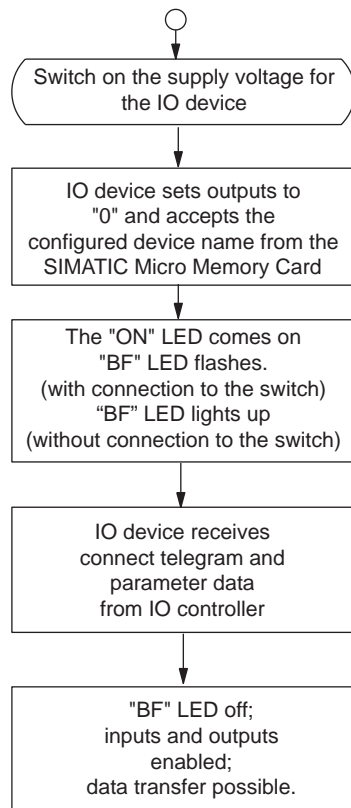 Switch on the supply voltage for
the IO device
IO device sets outputs to
"0" and accepts the
configured device name from the
SIMATIC Micro Memory Card
The "ON" LED comes on
"BF" LED flashes.
(with connection to the switch)
“BF” LED lights up
(without connection to the switch)
IO device receives
connect telegram and
parameter data
from IO controller
"BF" LED off;
inputs and outputs
enabled;
data transfer possible.